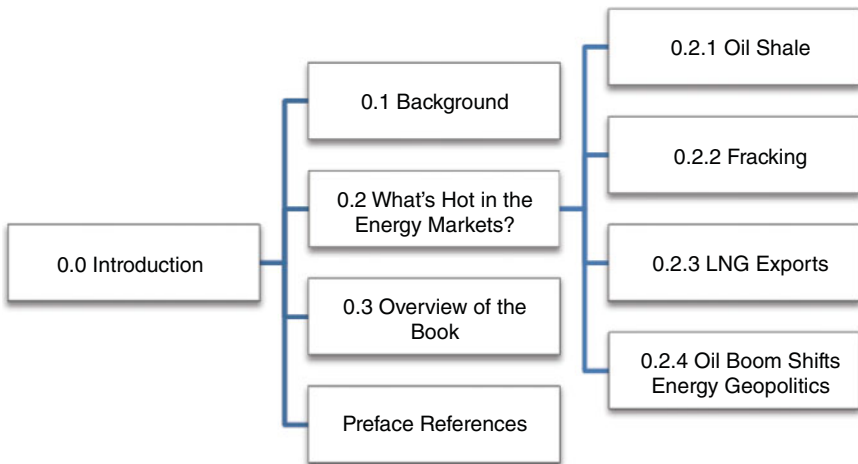 0.0 Introduction
0.1 Background
0.2 What's Hot in the
Energy Markets?
0.3 Overview of the
Book
Preface References
0.2.1 Oil Shale
0.2.2 Fracking
0.2.3 LNG Exports
0.2.4 Oil Boom Shifts
Energy Geopolitics